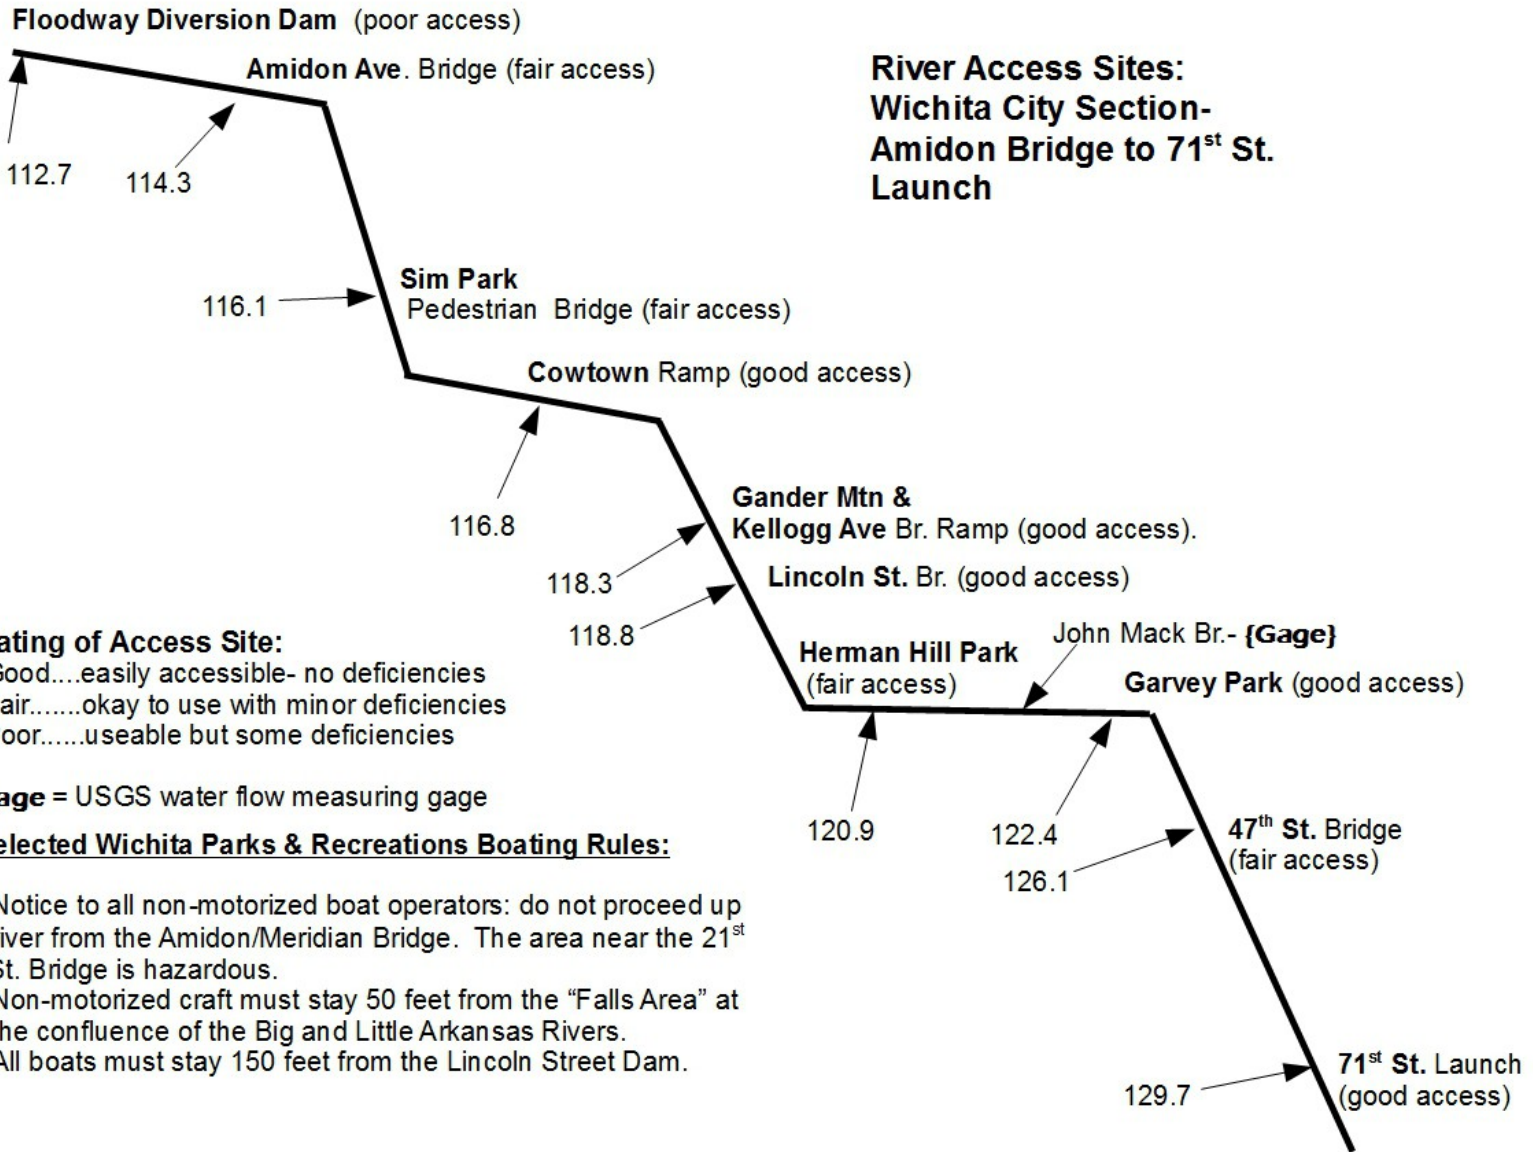 Floodway Diversion Dam (poor access)
Amidon Ave. Bridge (fair access)
River Access Sites:
Wichita City Section-
Amidon Bridge to 71st St.
Launch
112.7
114.3
Sim Park
Pedestrian Bridge (fair access)
116.1
Cowtown Ramp (good access)
116.8
Gander Mtn &
Kellogg Ave Br. Ramp (good access).
118.3
Lincoln St. Br. (good access)
118.8
John Mack Br.- {Gage}
Herman Hill Park
(fair access)
Garvey Park (good access)
120.9
122.4
47th St. Bridge
(fair access)
126.1
71st St. Launch
(good access)
129.7
ating of Access Site:
Good....easily accessible- no deficiencies
air.......okay to use with minor deficiencies
oor......useable but some deficiencies
age = USGS water flow measuring gage
elected Wichita Parks & Recreations Boating Rules:
Notice to all non-motorized boat operators: do not proceed up
iver from the Amidon/Meridian Bridge. The area near the 21st
St. Bridge is hazardous.
Non-motorized craft must stay 50 feet from the “Falls Area” at
he confluence of the Big and Little Arkansas Rivers.
All boats must stay 150 feet from the Lincoln Street Dam.